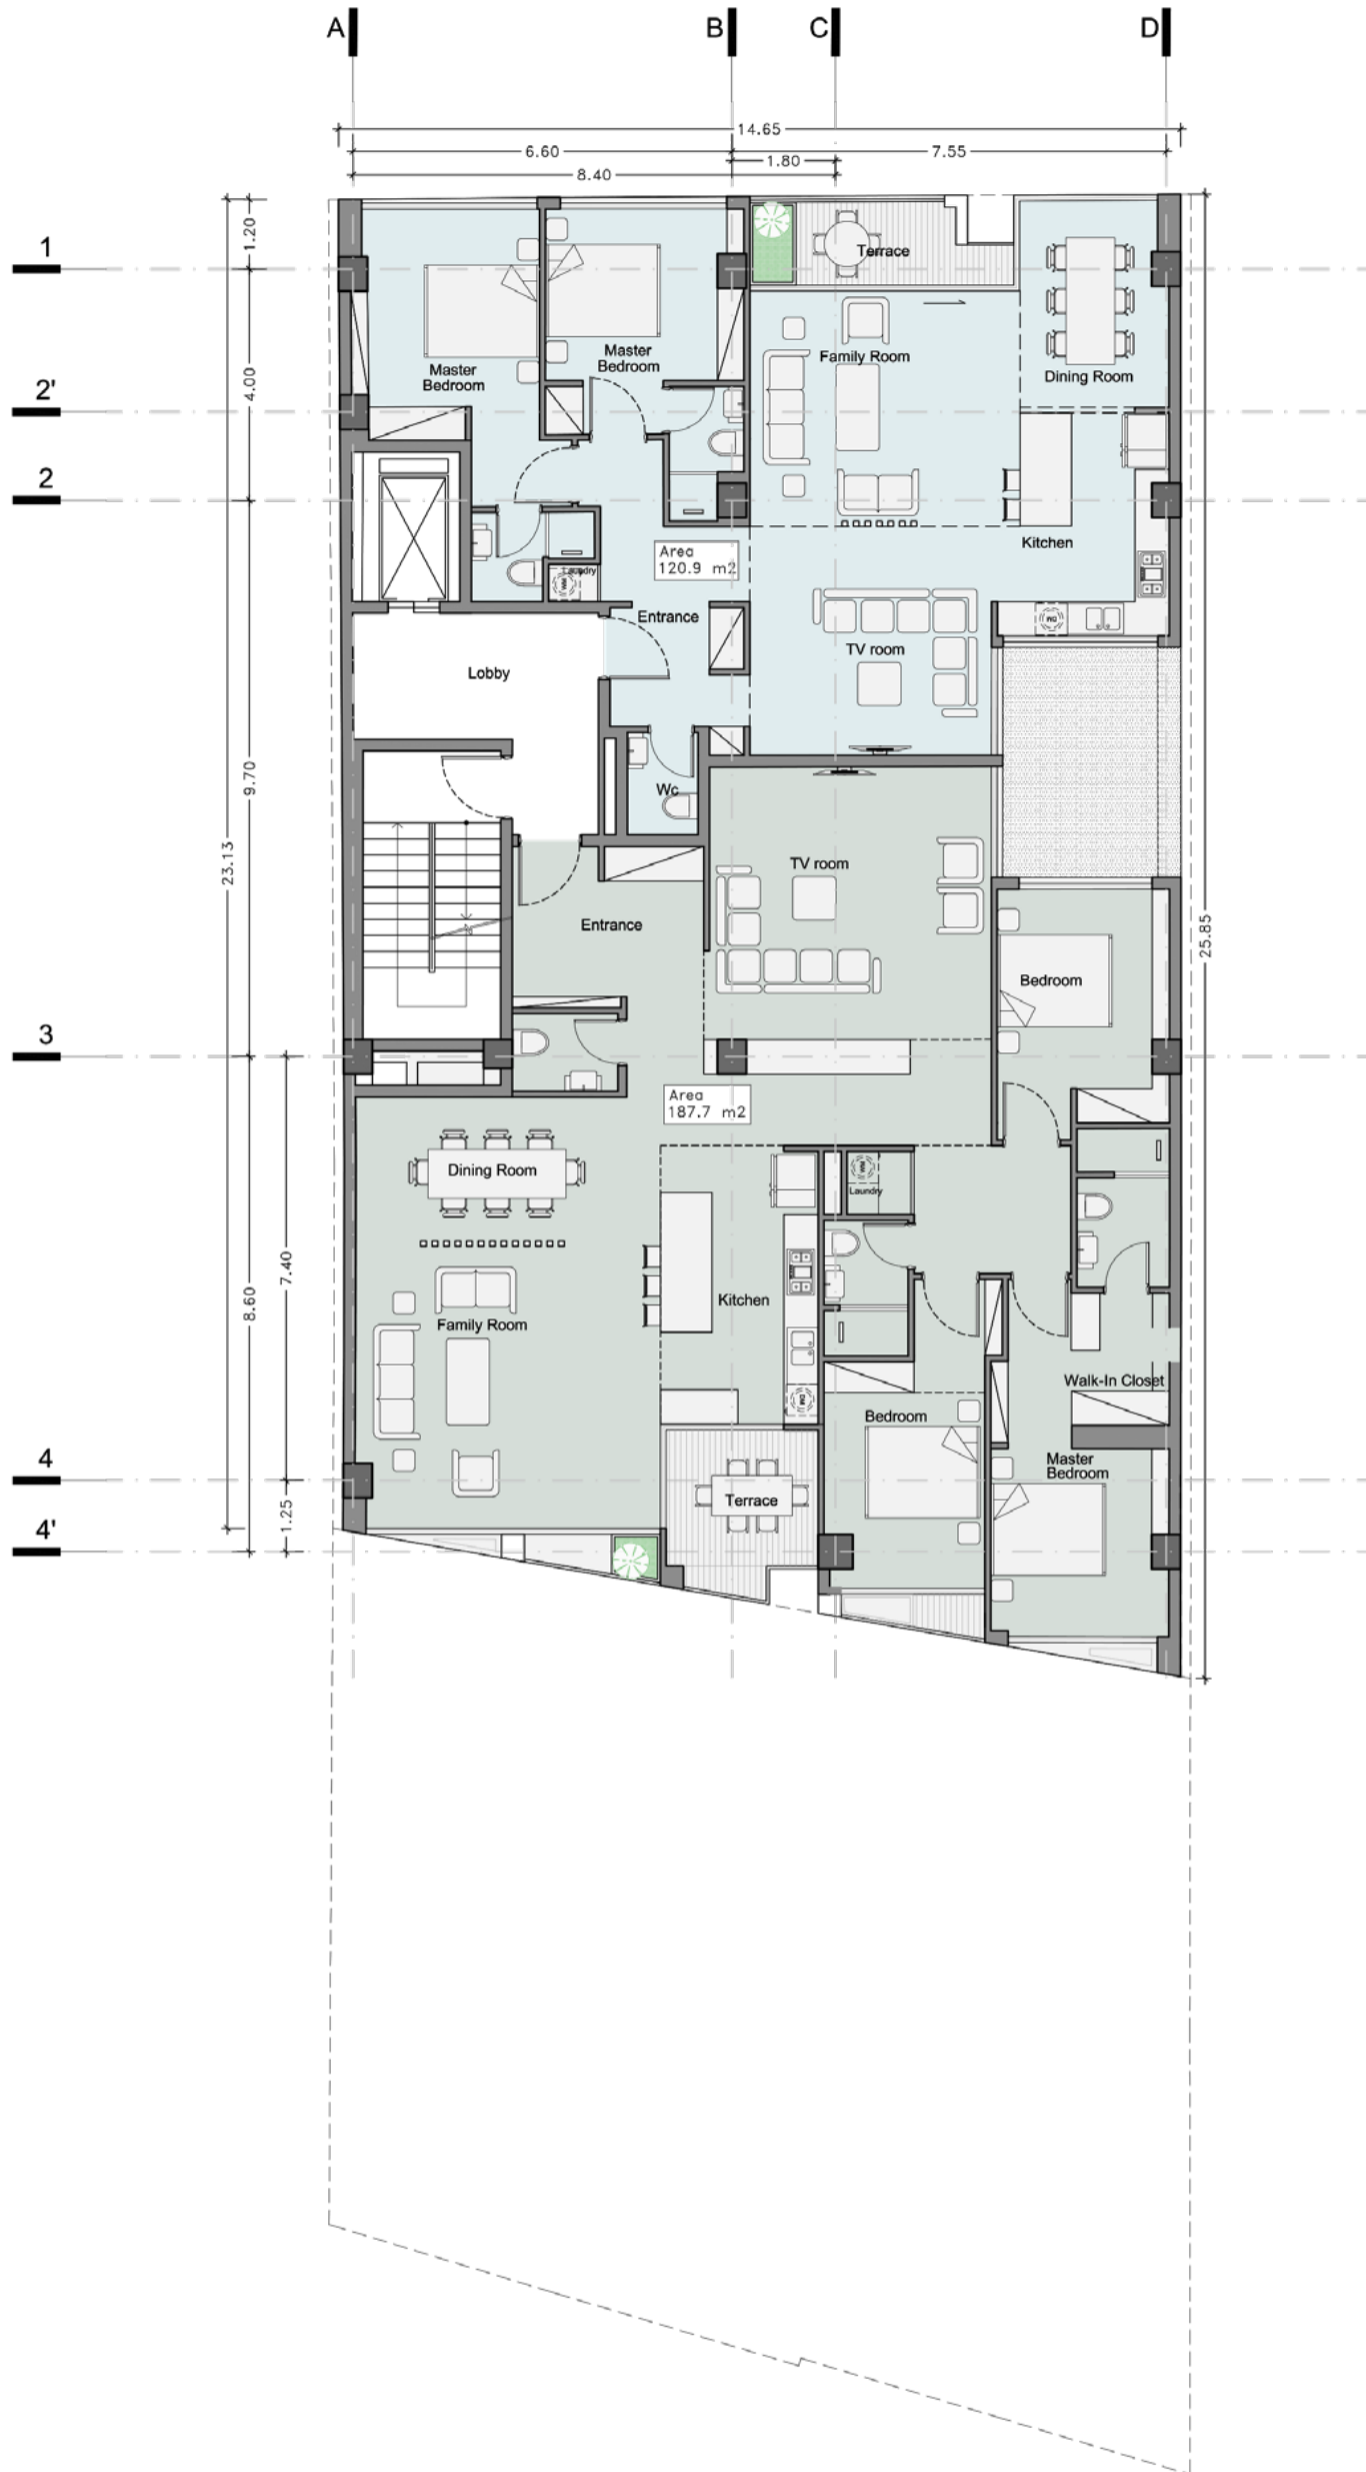 A
B
C
D
14.65
6.60
7.55
1.80
8.40
1.20
1
Terrace
Family Room
Master
Bedroom
Master
Bedroom
Dining Room
4.00
2'
2
Kitchen
Area
120.9 m2
Laundry
Entrance
TV room
Lobby
9.70
Wc
23.13
TV room
Entrance
25.85
Bedroom
3
Area
187.7 m2
Dining Room
Laundry
7.40
8.60
Kitchen
Family Room
Walk-In Closet
Bedroom
Master
Bedroom
4
Terrace
1.25
4'